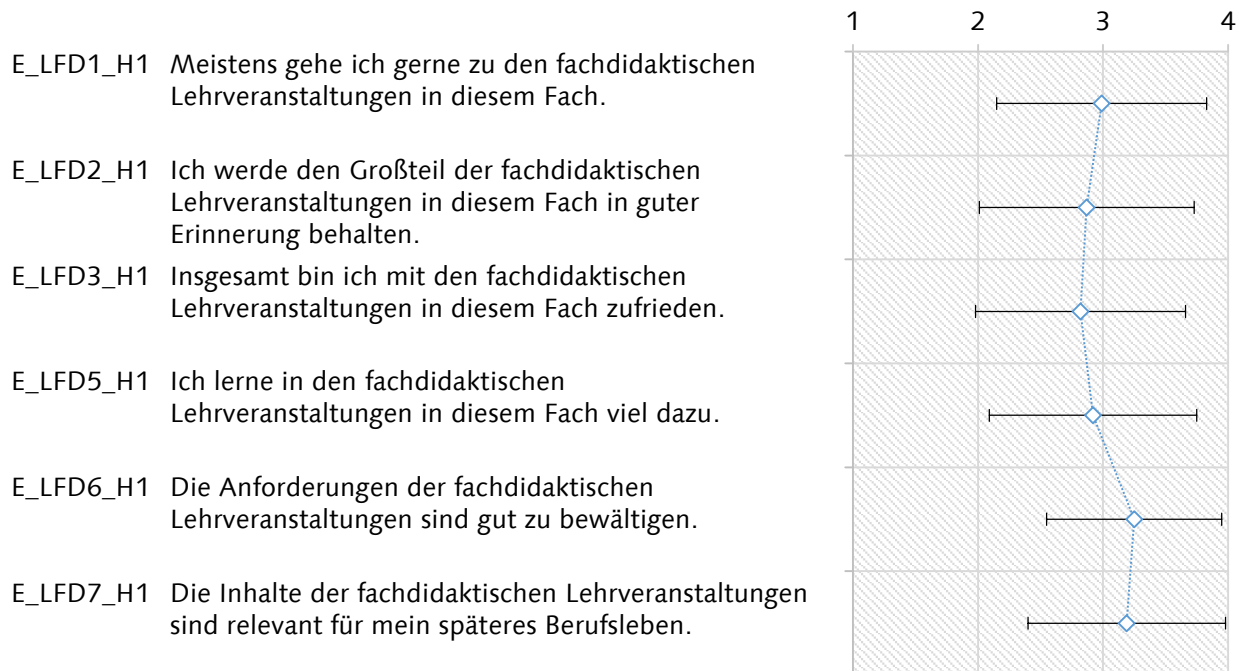 1 2 3 4
E_LFD1_H1 Meistens gehe ich gerne zu den fachdidaktischen
Lehrveranstaltungen in diesem Fach.
E_LFD2_H1 Ich werde den Großteil der fachdidaktischen
Lehrveranstaltungen in diesem Fach in guter
Erinnerung behalten.
E_LFD3_H1 Insgesamt bin ich mit den fachdidaktischen
Lehrveranstaltungen in diesem Fach zufrieden.
E_LFD5_H1 Ich lerne in den fachdidaktischen
Lehrveranstaltungen in diesem Fach viel dazu.
E_LFD6_H1 Die Anforderungen der fachdidaktischen
Lehrveranstaltungen sind gut zu bewältigen.
E_LFD7_H1 Die Inhalte der fachdidaktischen Lehrveranstaltungen
sind relevant für mein späteres Berufsleben.